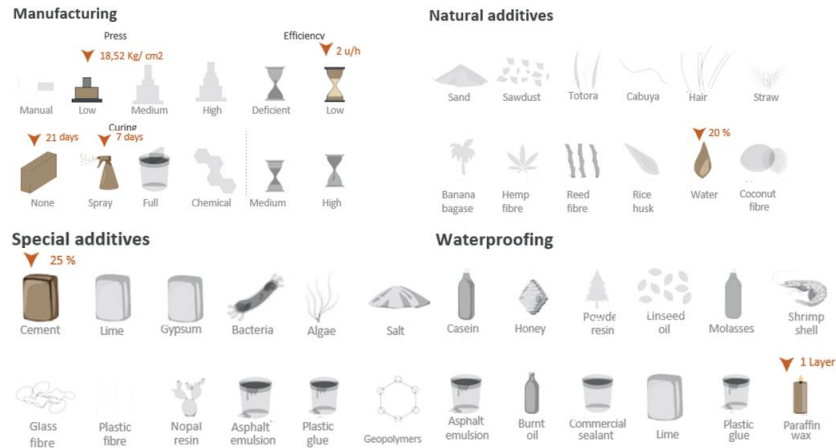 Manufacturing
Press
Efficiency
18,52 Kg/ cm2
2 u/h
Manual
Low
Medium
High
Deficient
Low
Curing
21 days
7 days
None
Spray
Full
Chemical
Medium
High
Natural additives
Sand
Sawdust
Totora
Cabuya
Hair
Straw
20 %
Banana
bagase
Hemp
fibre
Reed
fibre
Rice
husk
Water
Coconut
fibre
Special additives
25 %
Cement
Lime
Gypsum
Bacteria
Algae
Salt
Glass
fibre
Plastic
fibre
Nopal
resin
Asphalt
emulsion
Plastic
glue
Geopolymers
Waterproofing
Casein
Honey
Powde
resin
Linseed
oil
Molasses
Shrimp
shell
1 Layer
Asphalt
emulsion
Burnt
oil
Commercial
sealant
Lime
Plastic
glue
Paraffin
wax